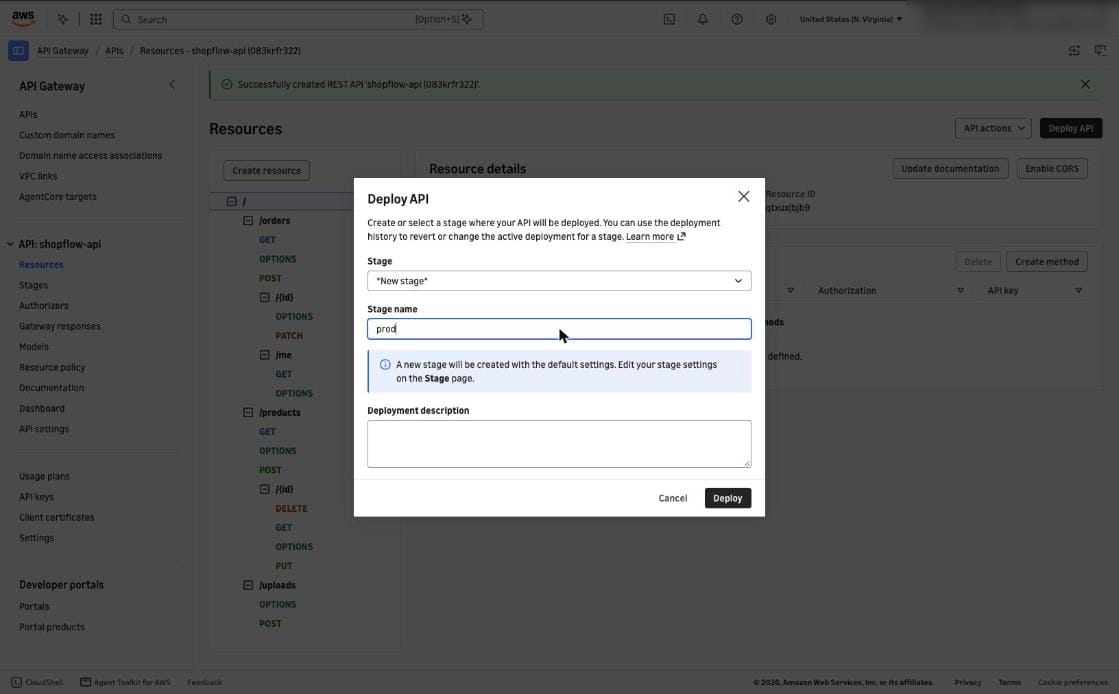 aws
Search
[Option+S]
United States (N. Virginia)
API Gateway / APIs / Resources - shopflow-api (083krfr322)
API Gateway
APIs
Custom domain names
Domain name access associations
VPC links
AgentCore targets
API: shopflow-api
Resources
Stages
Authorizers
Gateway responses
Models
Resource policy
Documentation
Dashboard
API settings
Usage plans
API keys
Client certificates
Settings
Developer portals
Portals
Portal products
Successfully created REST API 'shopflow-api (083krfr322)'.
Resources
API actions
Deploy API
Create resource
/
/orders
GET
OPTIONS
POST
/{id}
OPTIONS
PATCH
/me
GET
OPTIONS
/products
GET
OPTIONS
POST
/{id}
DELETE
GET
OPTIONS
PUT
/uploads
OPTIONS
POST
Resource details
Update documentation
Enable CORS
Resource ID
qtxuxjbjb9
Delete
Create method
Authorization
API key
defined.
Deploy API
Create or select a stage where your API will be deployed. You can use the deployment
history to revert or change the active deployment for a stage. Learn more
Stage
*New stage*
Stage name
prod
A new stage will be created with the default settings. Edit your stage settings
on the Stage page.
Deployment description
Cancel
Deploy
CloudShell
Agent Toolkit for AWS
Feedback
© 2026, Amazon Web Services, Inc. or its affiliates.
Privacy
Terms
Cookie preferences